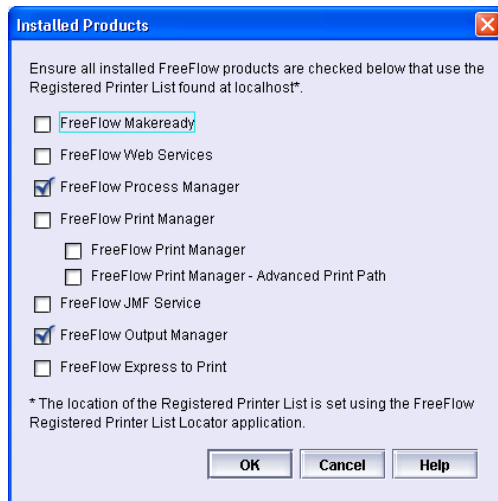 Installed Products
Ensure all installed FreeFlow products are checked below that use the
Registered Printer List found at localhost*.
FreeFlow Makeready
FreeFlow Web Services
FreeFlow Process Manager
FreeFlow Print Manager
FreeFlow Print Manager
FreeFlow Print Manager - Advanced Print Path
FreeFlow JMF Service
FreeFlow Output Manager
FreeFlow Express to Print
* The location of the Registered Printer List is set using the FreeFlow
Registered Printer List Locator application.
OK Cancel Help